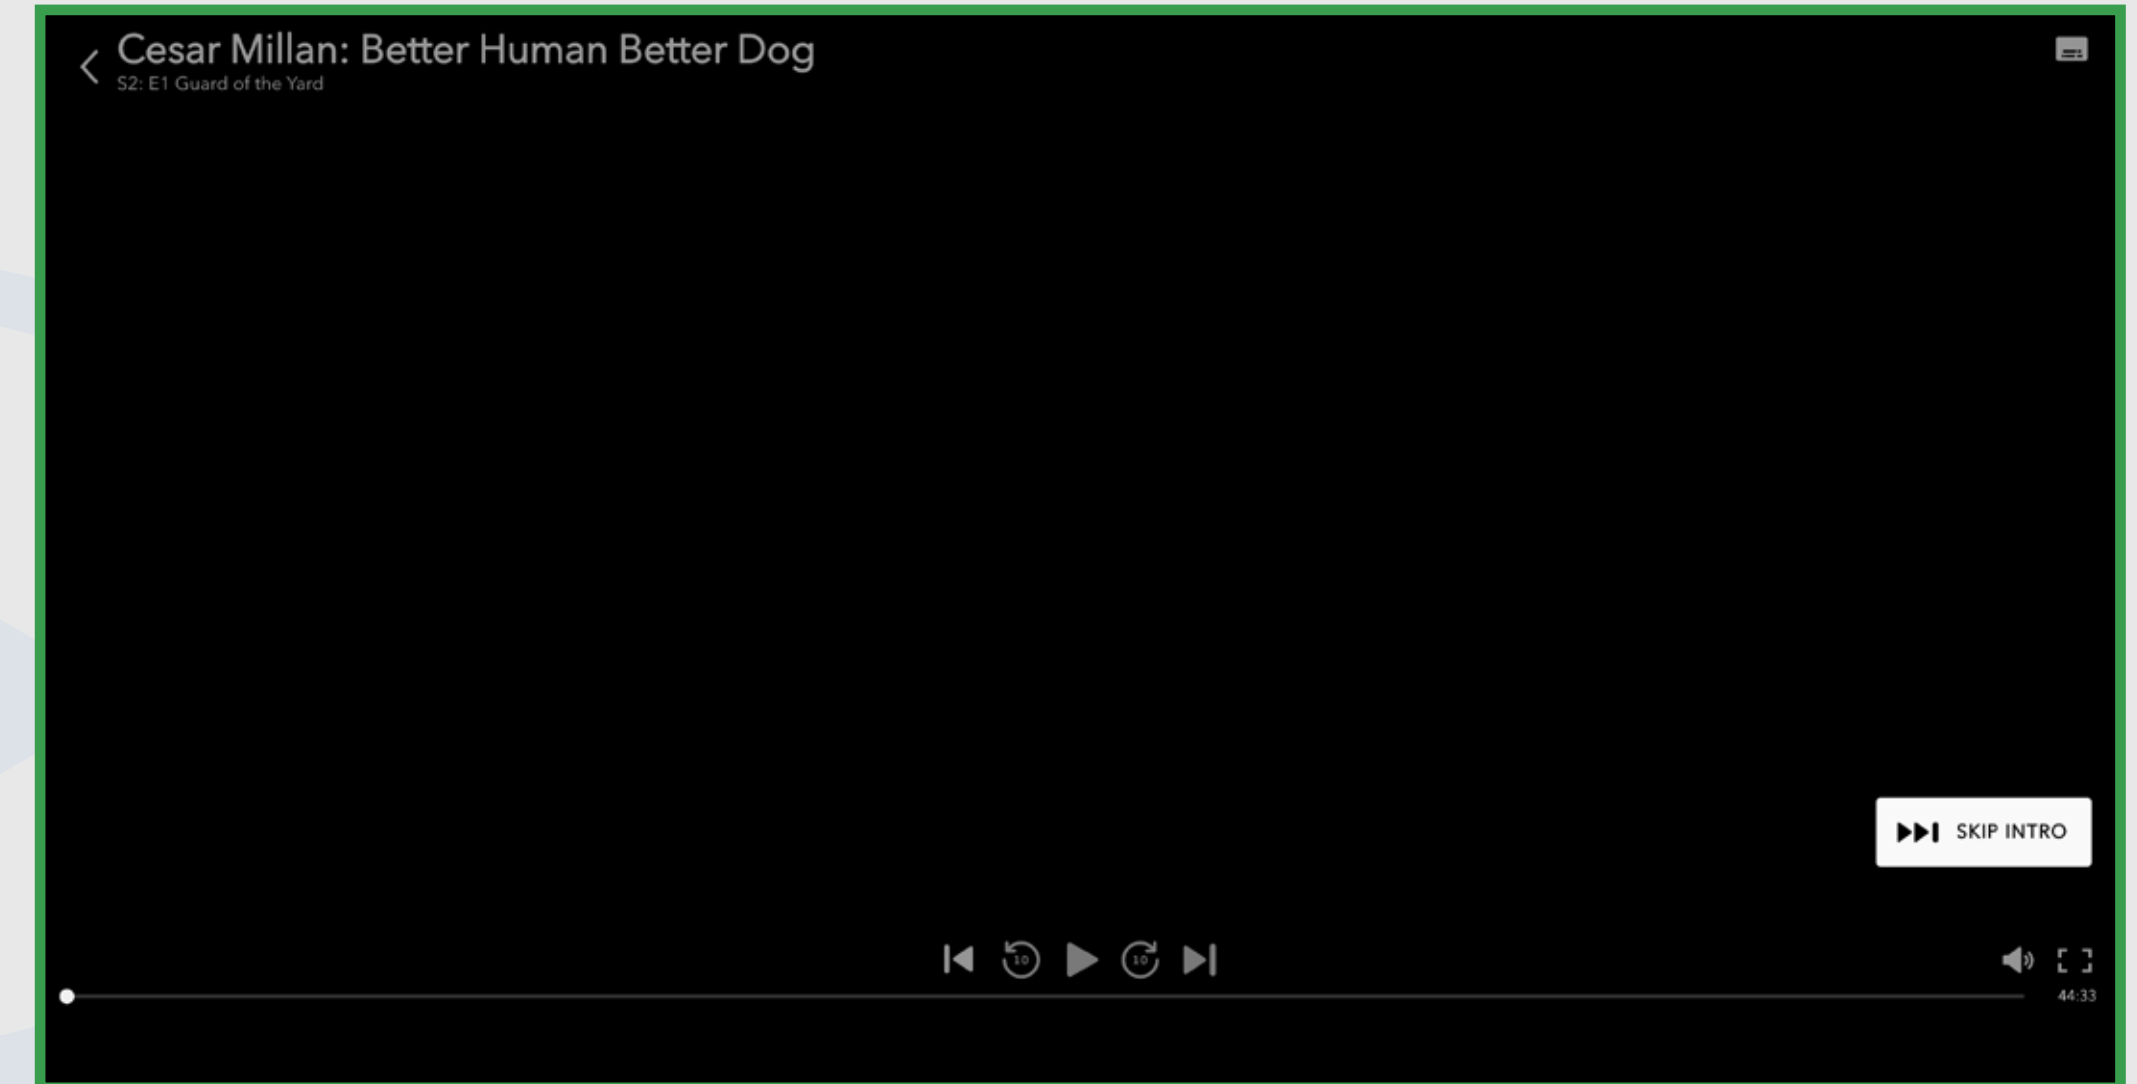 Cesar Millan: Better Human Better Dog
S2: E1 Guard of the Yard
SKIP INTRO
10
10
44:33